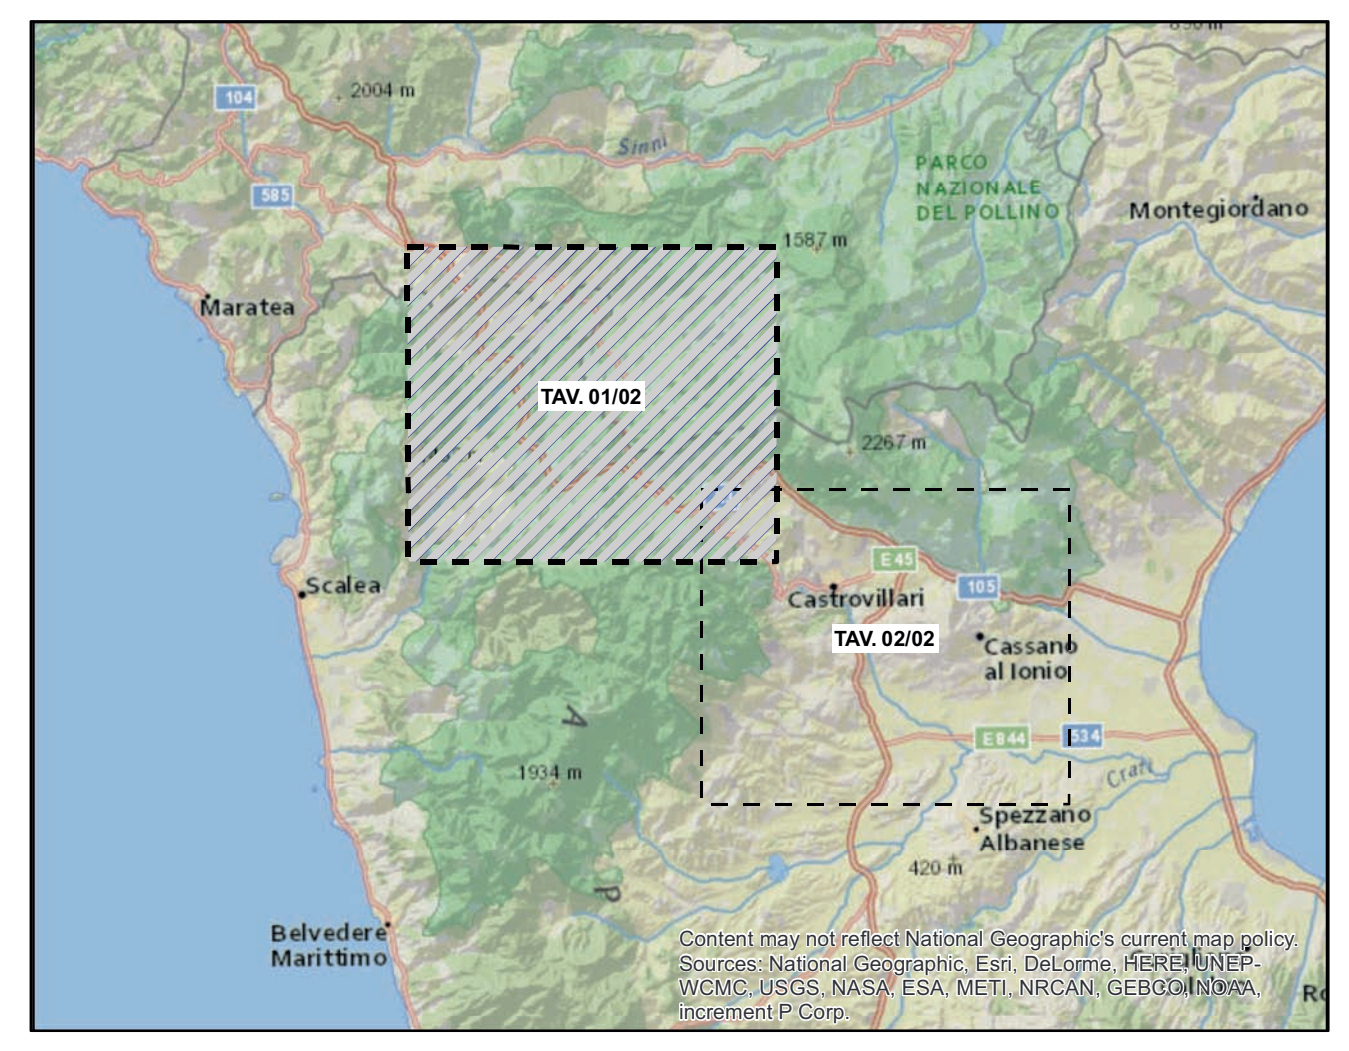 104
2004 m
Sinni
585
PARCO
NAZIONALE
DEL POLLINO
Montegiordano
1587 m
Maratea
TAV. 01/02
2267 m
Scalea
E45
105
Castrovillari
TAV. 02/02
Cassano
al Ionio
A
E844
534
1934 m
Crati
Spezzano
Albanese
420 m
P
Belvedere
Marittimo
Content may not reflect National Geographic's current map policy.
Sources: National Geographic, Esri, DeLorme, HERE, UNEP-
WCMC, USGS, NASA, ESA, METI, NRCAN, GEBCO, NOAA,
increment P Corp.